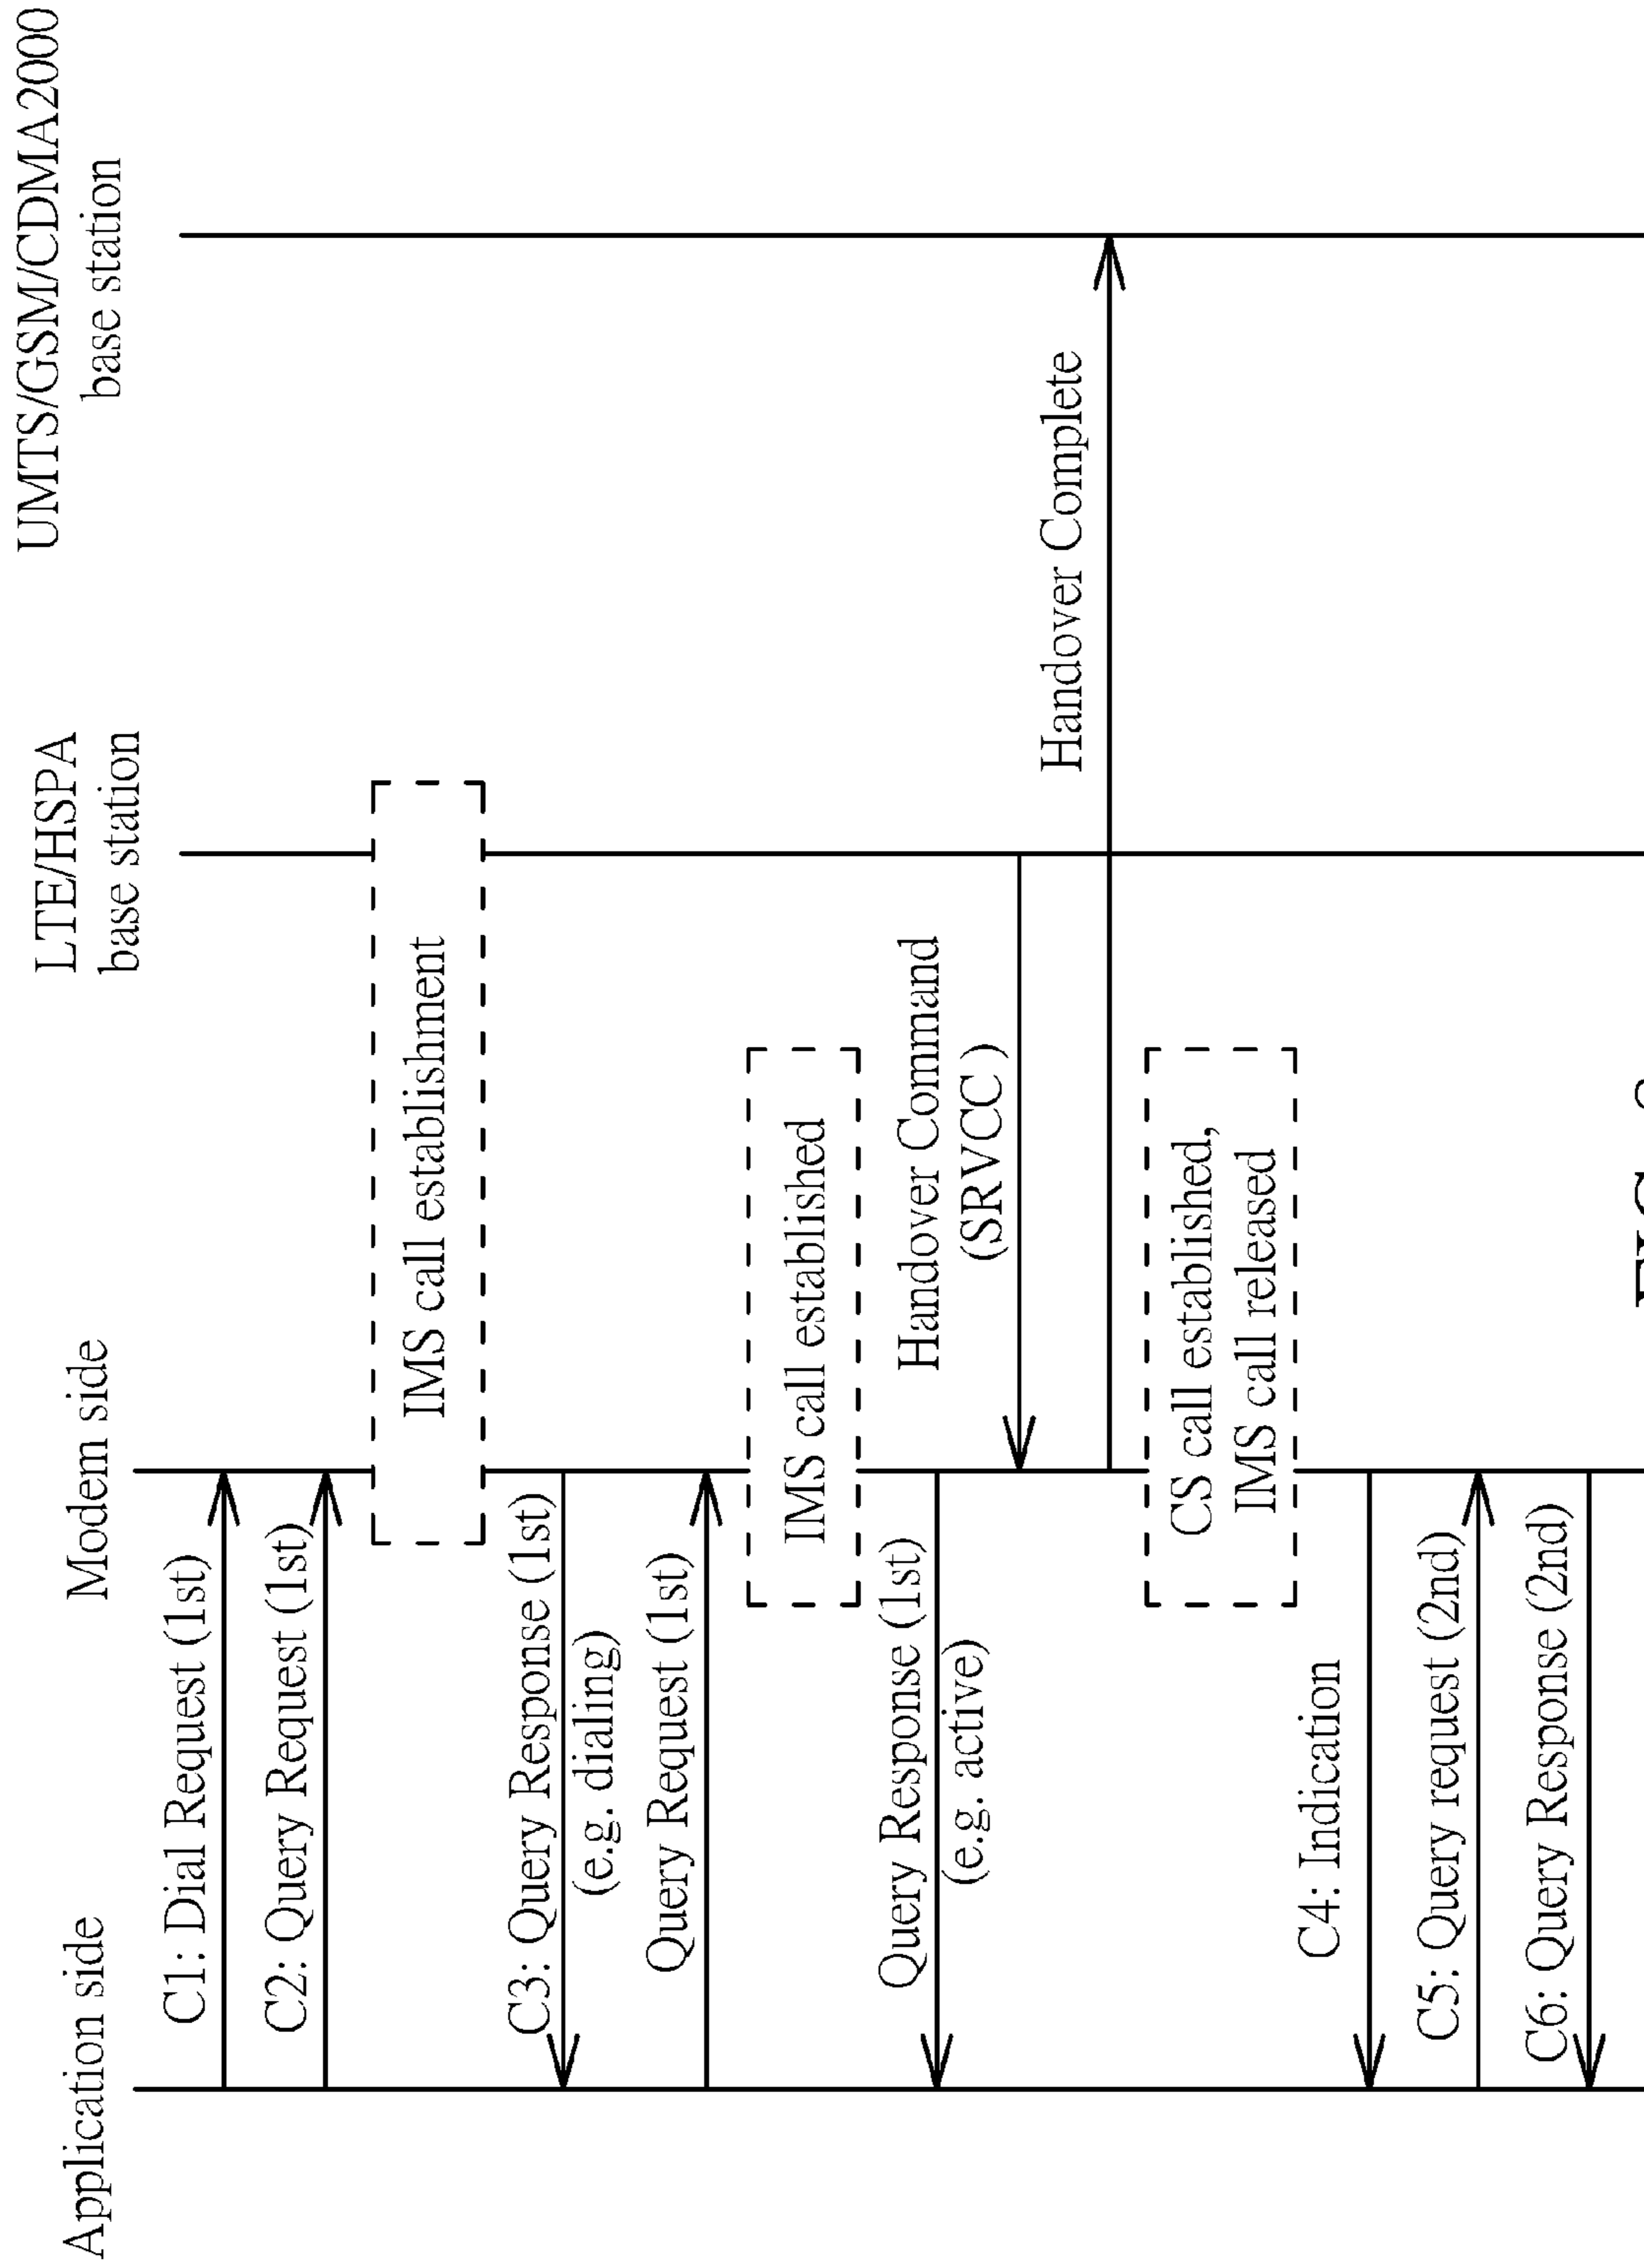 Application side
Modem side
LTE/HSPA
base station
UMTS/GSM/CDMA2000
base station
C1: Dial Request (1st)
C2: Query Request (1st)
IMS call establishment
C3: Query Response (1st)
(e.g. dialing)
Query Request (1st)
IMS call established
Query Response (1st)
(e.g. active)
Handover Command
(SRVCC )
Handover Complete
CS call established,
IMS call released
C4: Indication
C5: Query request (2nd)
C6: Query Response (2nd)